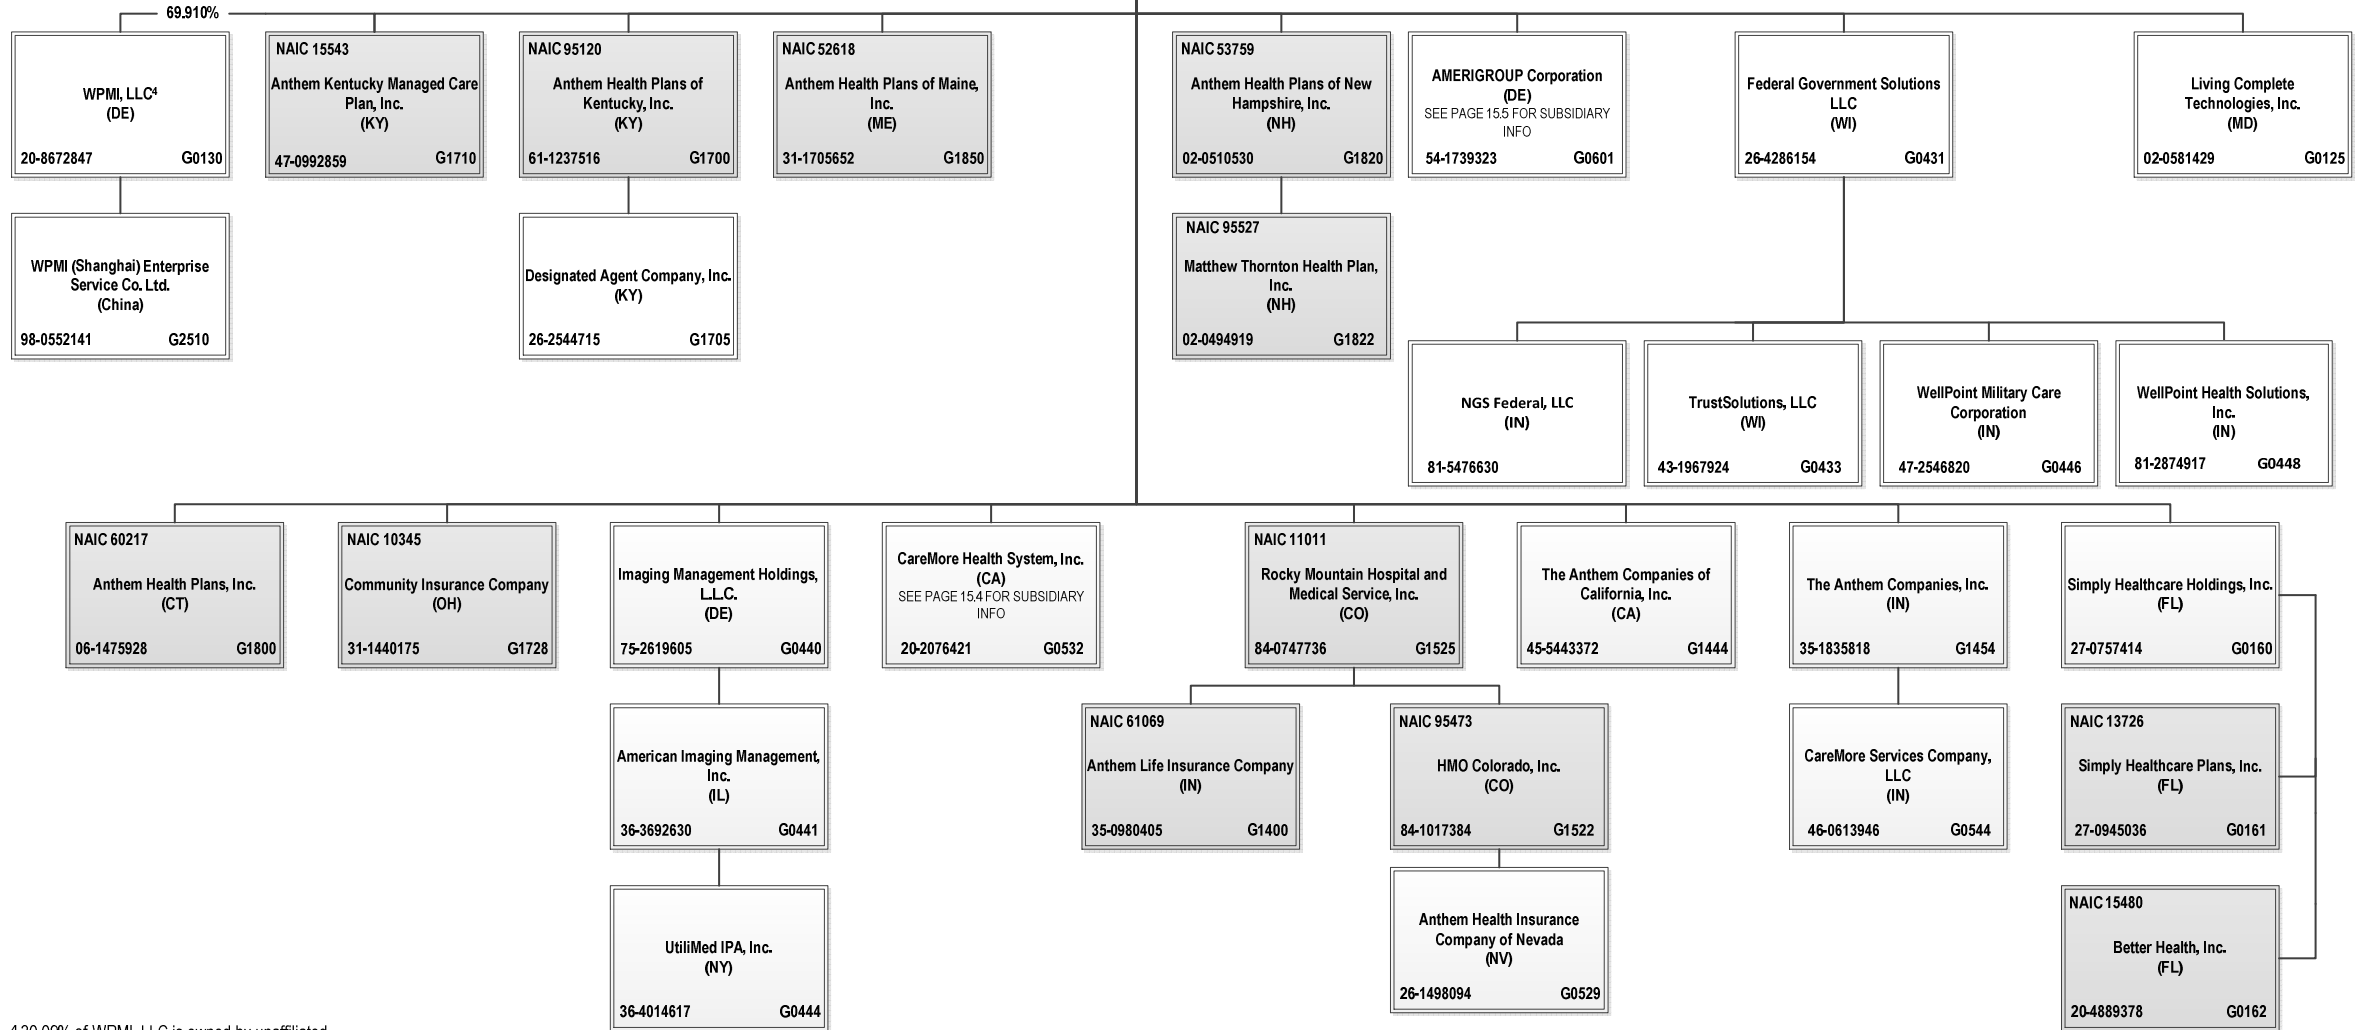 69.910%
WPMI, LLC⁴
(DE)
20-8672847 G0130
NAIC 15543
Anthem Kentucky Managed Care
Plan, Inc.
(KY)
47-0992859 G1710
NAIC 95120
Anthem Health Plans of
Kentucky, Inc.
(KY)
61-1237516 G1700
NAIC 52618
Anthem Health Plans of Maine,
Inc.
(ME)
31-1705652 G1850
NAIC 53759
Anthem Health Plans of New
Hampshire, Inc.
(NH)
02-0510530 G1820
AMERIGROUP Corporation
(DE)
SEE PAGE 15.5 FOR SUBSIDIARY
INFO
54-1739323 G0601
Federal Government Solutions
LLC
(WI)
26-4286154 G0431
Living Complete
Technologies, Inc.
(MD)
02-0581429 G0125
WPMI (Shanghai) Enterprise
Service Co. Ltd.
(China)
98-0552141 G2510
Designated Agent Company, Inc.
(KY)
26-2544715 G1705
NAIC 95527
Matthew Thornton Health Plan,
Inc.
(NH)
02-0494919 G1822
NGS Federal, LLC
(IN)
81-5476630
TrustSolutions, LLC
(WI)
43-1967924 G0433
WellPoint Military Care
Corporation
(IN)
47-2546820 G0446
WellPoint Health Solutions,
Inc.
(IN)
81-2874917 G0448
NAIC 60217
Anthem Health Plans, Inc.
(CT)
06-1475928 G1800
NAIC 10345
Community Insurance Company
(OH)
31-1440175 G1728
Imaging Management Holdings,
L.L.C.
(DE)
75-2619605 G0440
CareMore Health System, Inc.
(CA)
SEE PAGE 15.4 FOR SUBSIDIARY
INFO
20-2076421 G0532
NAIC 11011
Rocky Mountain Hospital and
Medical Service, Inc.
(CO)
84-0747736 G1525
The Anthem Companies of
California, Inc.
(CA)
45-5443372 G1444
The Anthem Companies, Inc.
(IN)
35-1835818 G1454
Simply Healthcare Holdings, Inc.
(FL)
27-0757414 G0160
American Imaging Management,
Inc.
(IL)
36-3692630 G0441
NAIC 61069
Anthem Life Insurance Company
(IN)
35-0980405 G1400
NAIC 95473
HMO Colorado, Inc.
(CO)
84-1017384 G1522
CareMore Services Company,
LLC
(IN)
46-0613946 G0544
NAIC 13726
Simply Healthcare Plans, Inc.
(FL)
27-0945036 G0161
UtiliMed IPA, Inc.
(NY)
36-4014617 G0444
Anthem Health Insurance
Company of Nevada
(NV)
26-1498094 G0529
NAIC 15480
Better Health, Inc.
(FL)
20-4889378 G0162
4 30.09% of WPMI, LLC is owned by unaffiliated